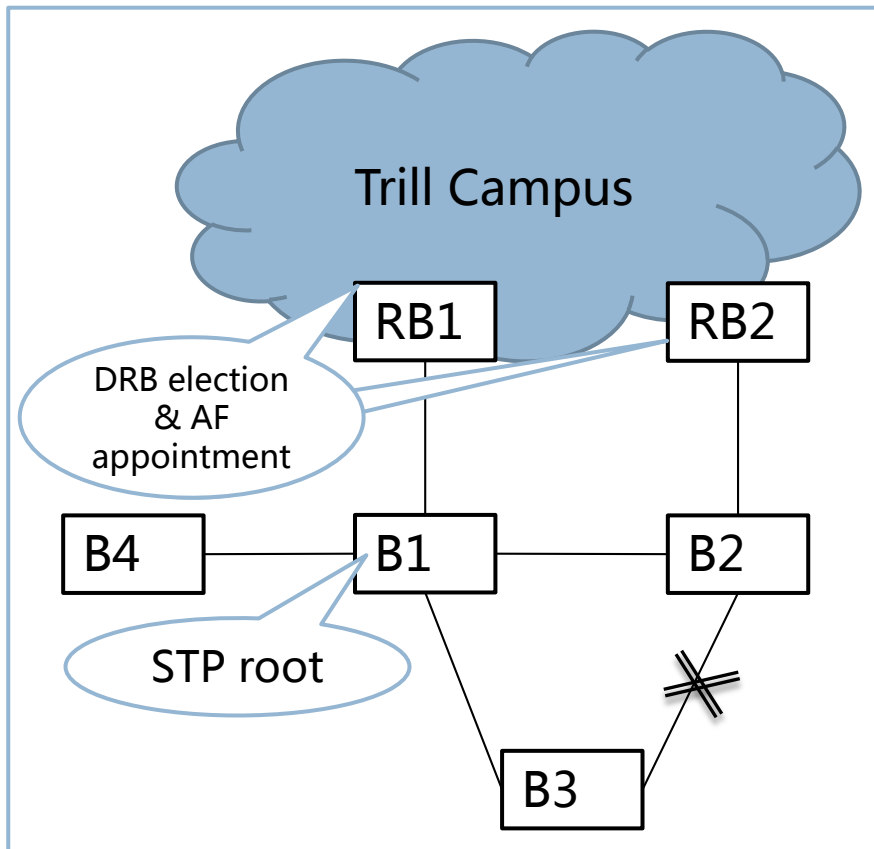 Trill Campus
RB1
RB2
DRB election
& AF
appointment
B4
B1
B2
STP root
B3